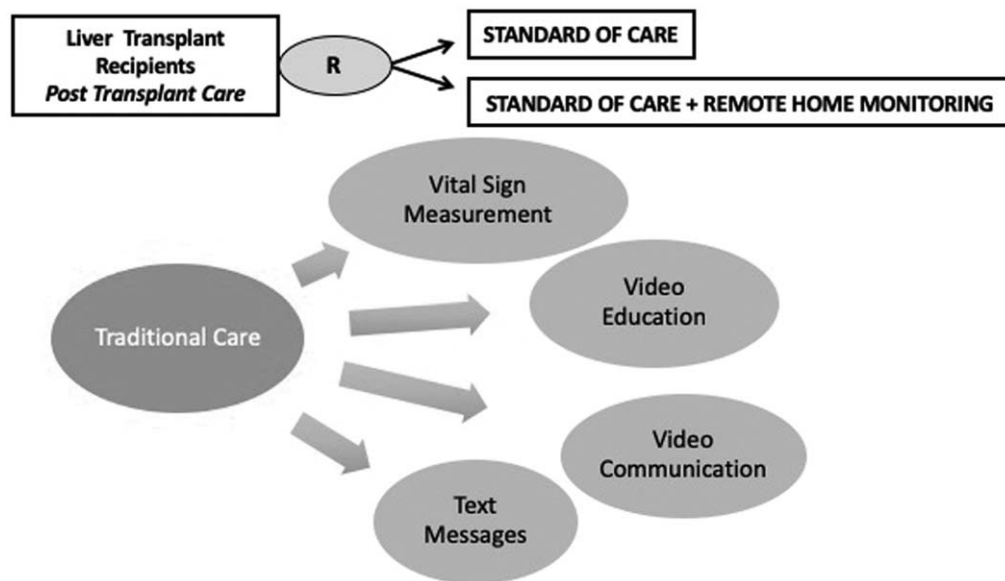 Liver Transplant
Recipients
Post Transplant Care
R
STANDARD OF CARE
STANDARD OF CARE + REMOTE HOME MONITORING
Vital Sign
Measurement
Video
Education
Traditional Care
Video
Communication
Text
Messages